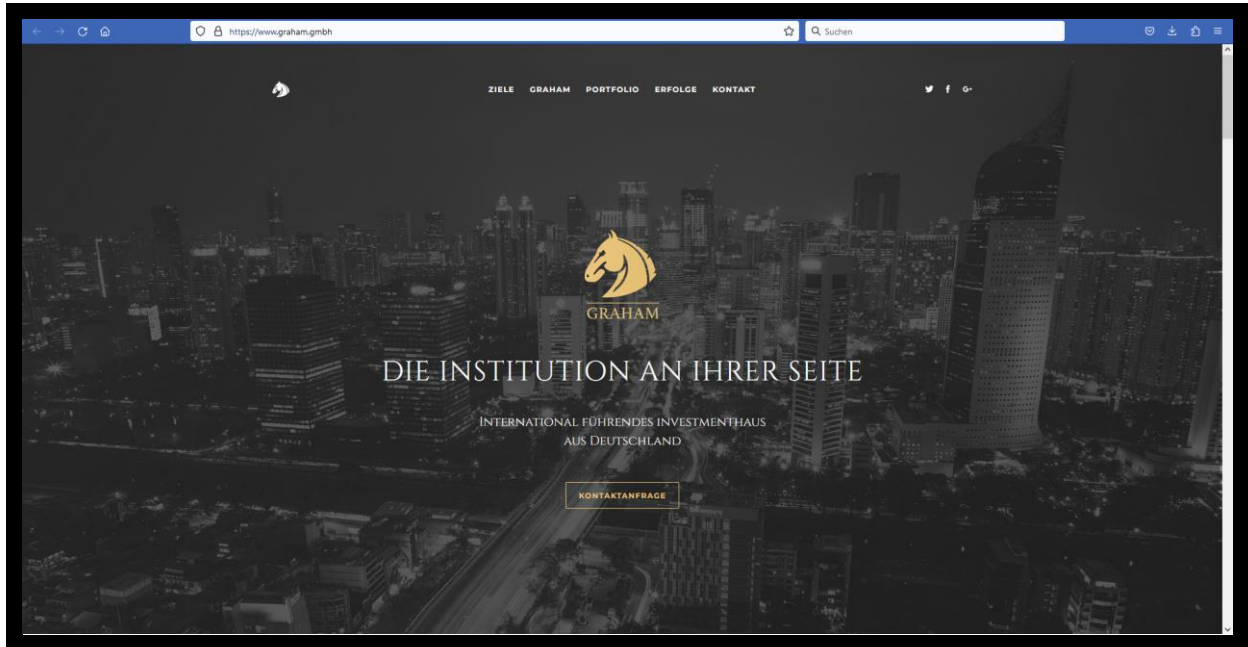 https://www.graham.gmbh
Suchen
ZIELE GRAHAM PORTFOLIO ERFOLGE KONTAKT
GRAHAM
DIE INSTITUTION AN IHRER SEITE
INTERNATIONAL FÜHRENDES INVESTMENTHAUS
AUS DEUTSCHLAND
KONTAKTANFRAGE